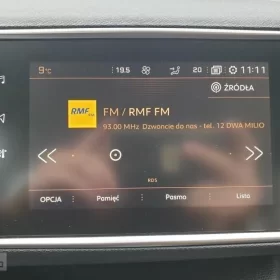 9°C 19.5 20 11:11
ŹRÓDŁA
RMF FM
FM / RMF FM
93.00 MHz Dzwoncie do nas - tel. 12 DWA MILIO
RDS
OPCJA Pamięć Pasmo Lista